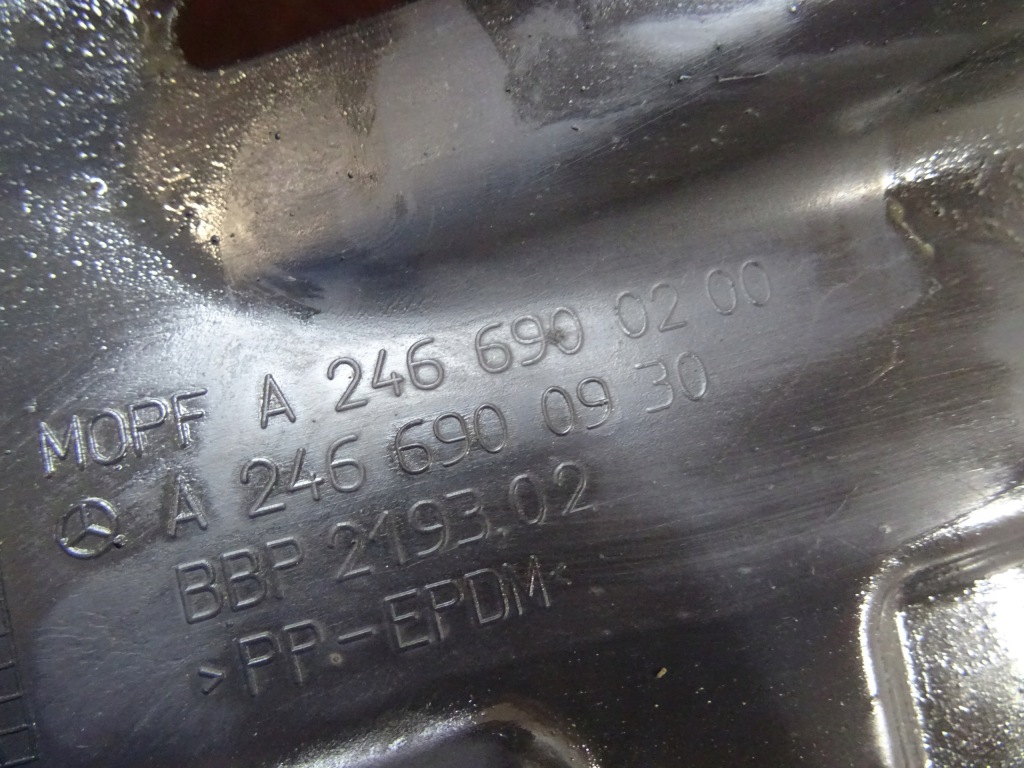 MOPF A 246 690 02 00
A 246 690 09 30
BBP 2193.02
>PP-EPDM<